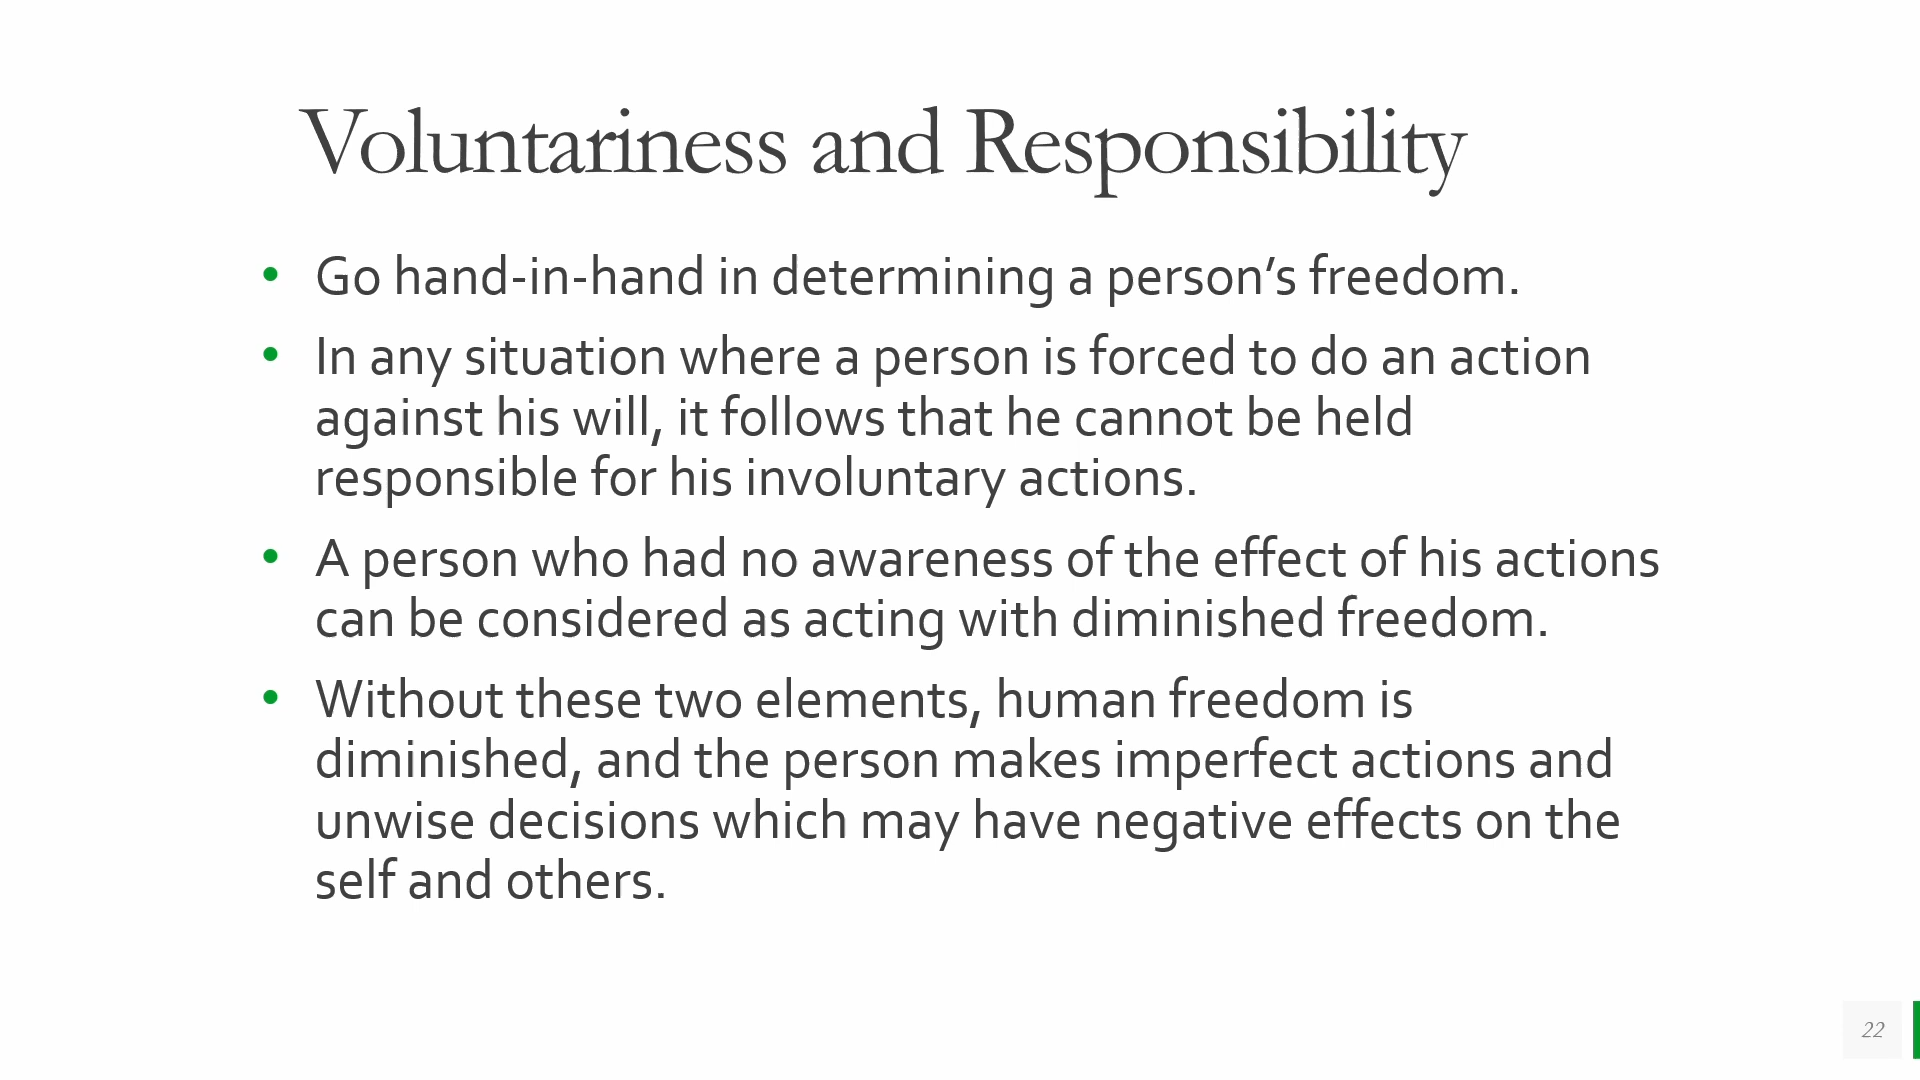 Voluntariness and Responsibility
• Go hand-in-hand in determining a person’s freedom.
• In any situation where a person is forced to do an action
against his will, it follows that he cannot be held
responsible for his involuntary actions.
• A person who had no awareness of the effect of his actions
can be considered as acting with diminished freedom.
• Without these two elements, human freedom is
diminished, and the person makes imperfect actions and
unwise decisions which may have negative effects on the
self and others.
22